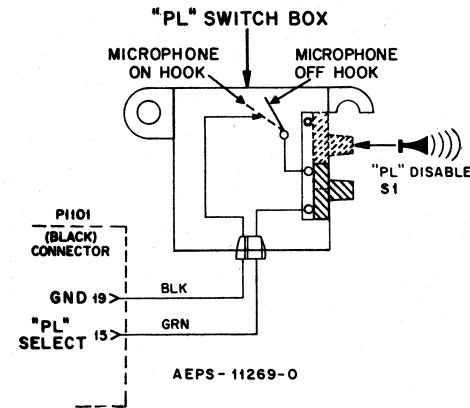 "PL" SWITCH BOX
MICROPHONE
ON HOOK
MICROPHONE
OFF HOOK
"PL" DISABLE
S1
P1101
(BLACK)
CONNECTOR
GND 19
BLK
"PL"
SELECT 15
GRN
AEPS-11269-O